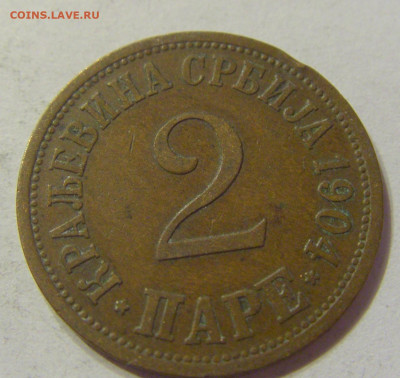 COINS.LAVE.RU
КРАЉЕВИНА СРБИЈА 1904
2
ПАРЕ